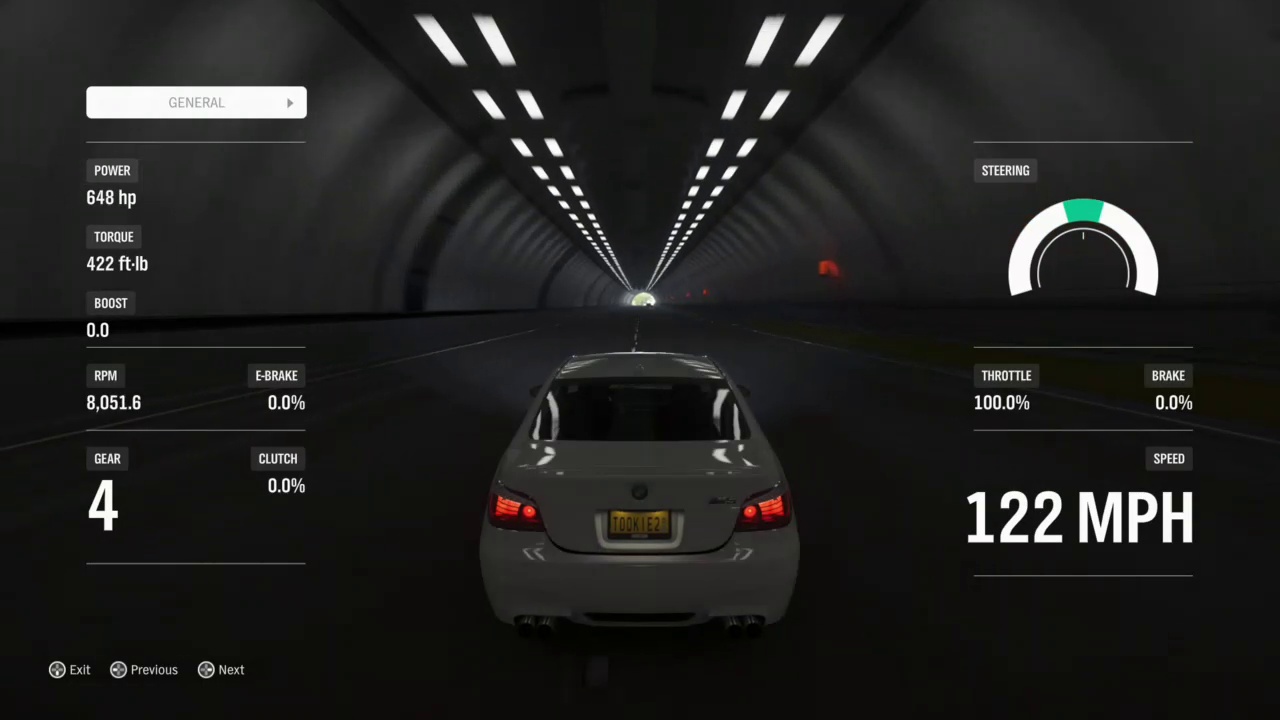 GENERAL
POWER
648 hp
TORQUE
422 ft·lb
BOOST
0.0
RPM
8,051.6
E-BRAKE
0.0%
GEAR
4
CLUTCH
0.0%
STEERING
THROTTLE
100.0%
BRAKE
0.0%
SPEED
122 MPH
Exit
Previous
Next